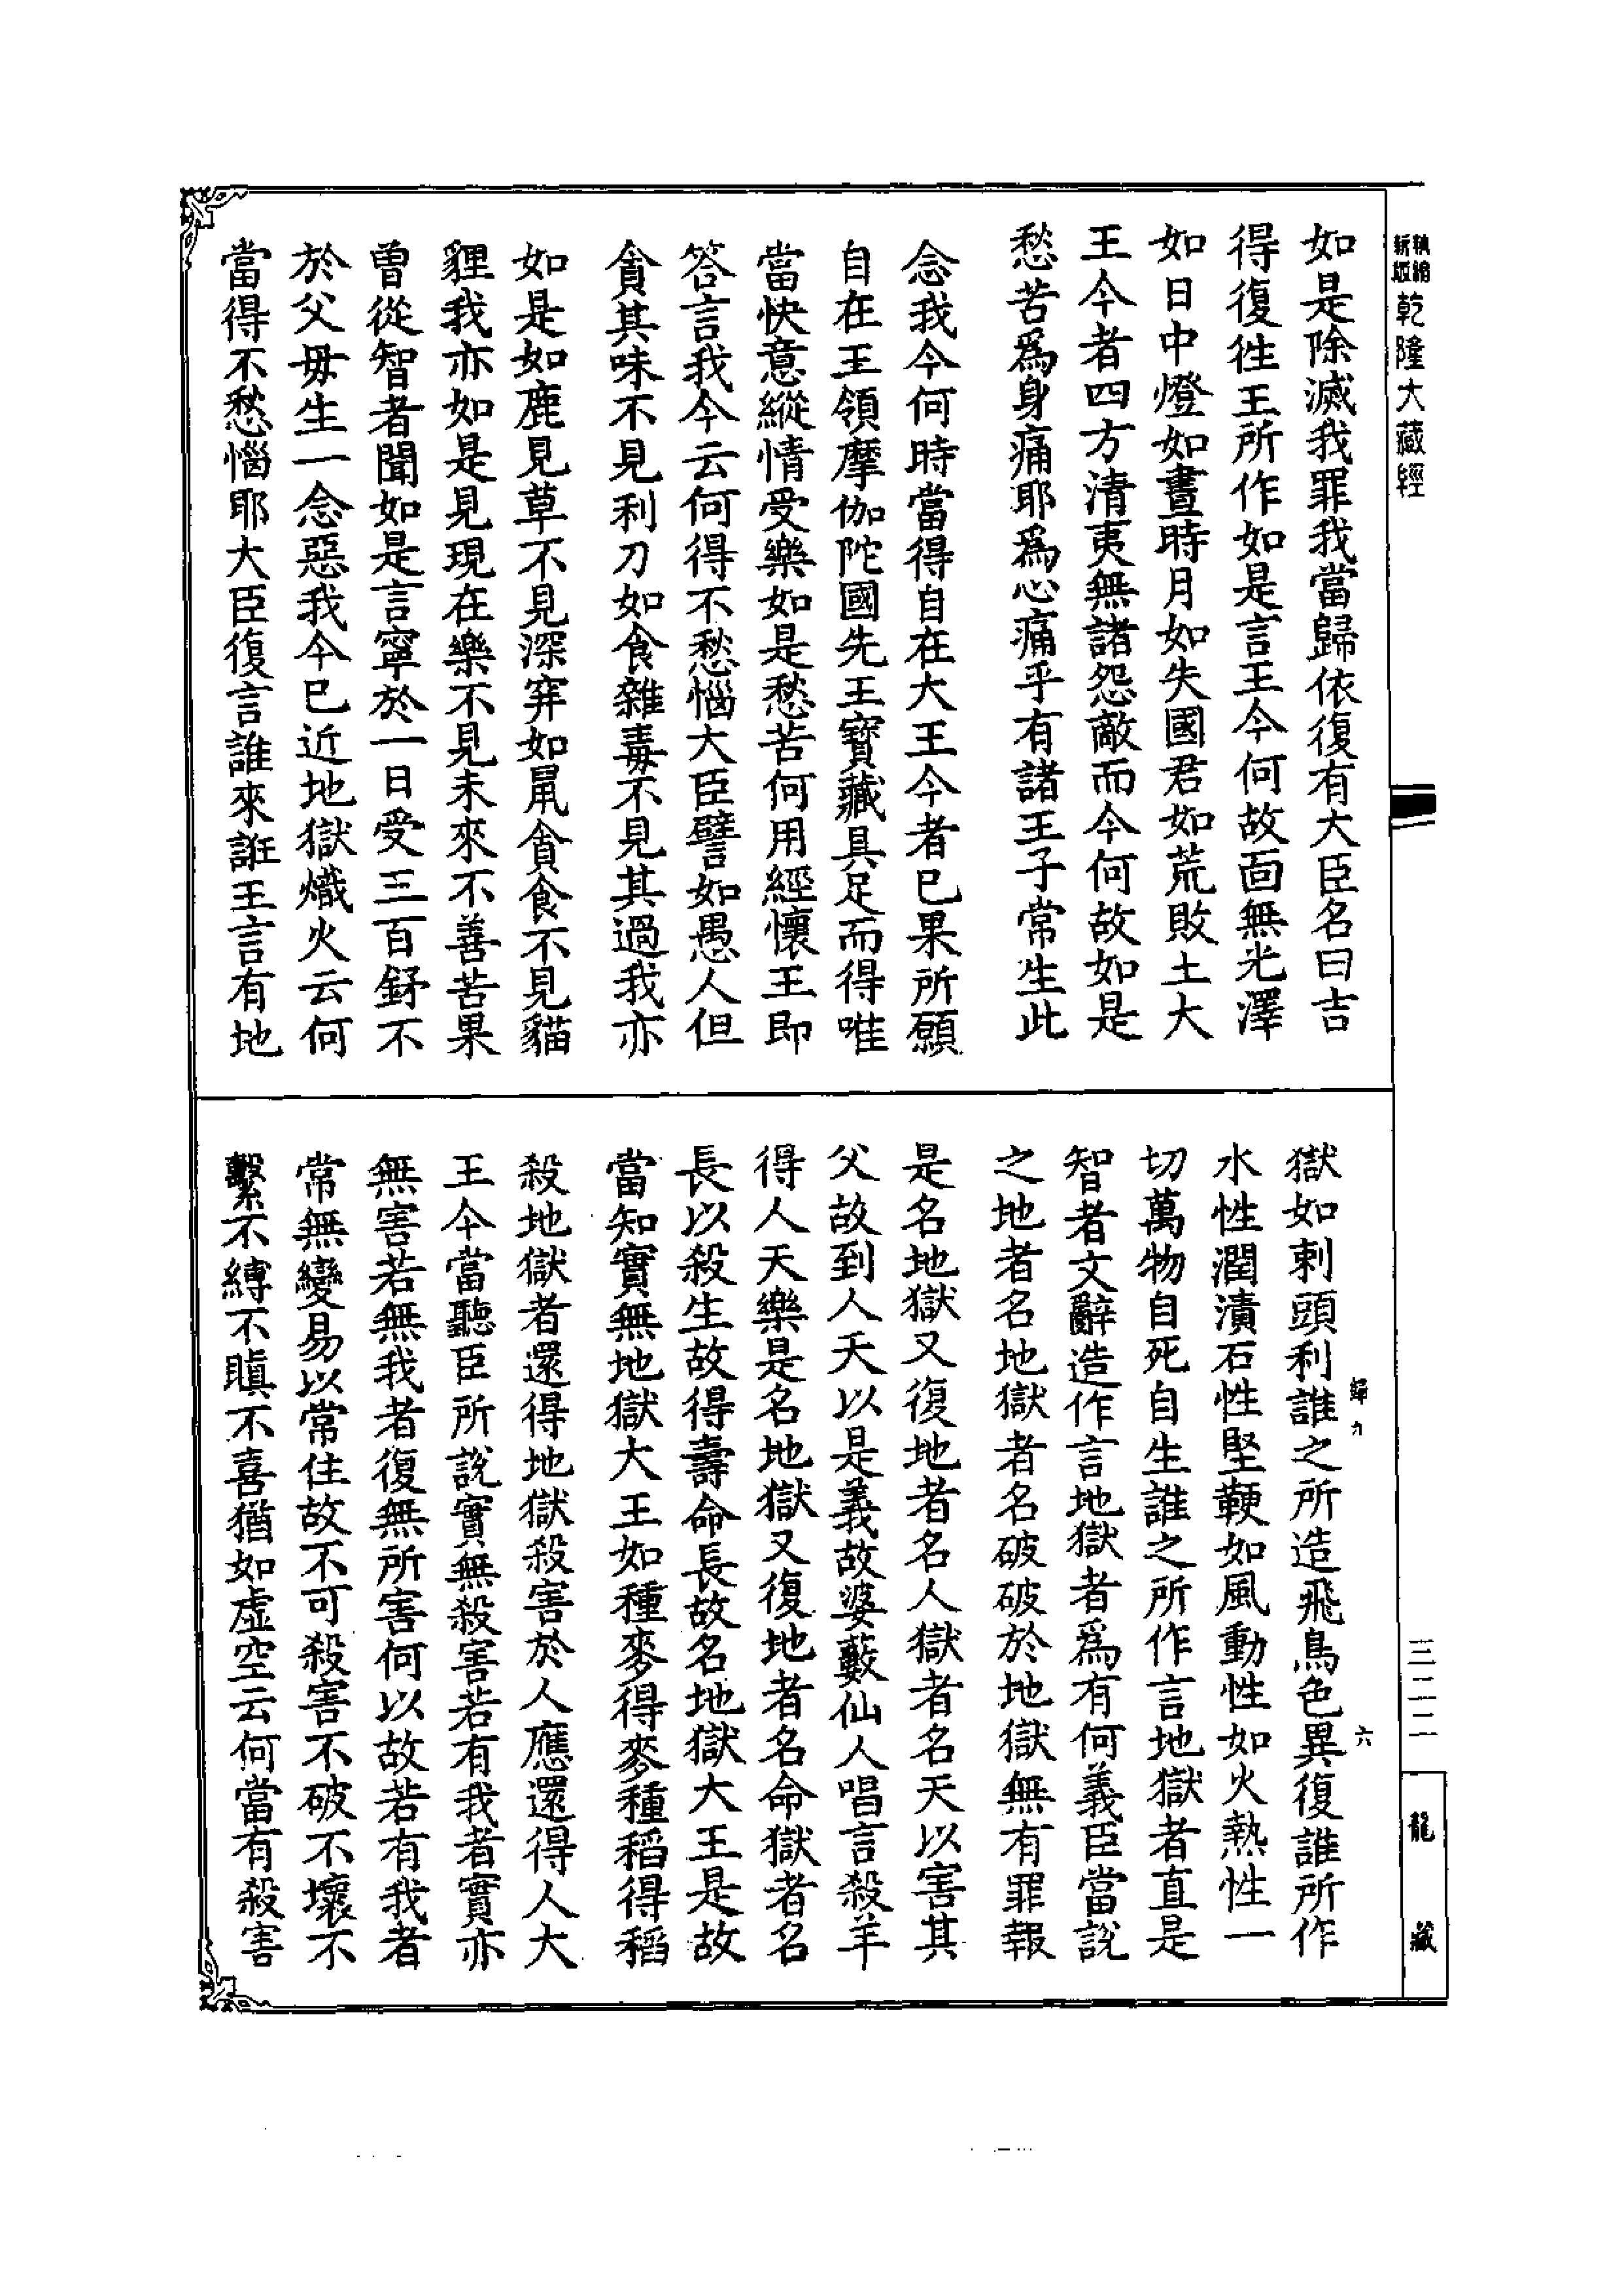 新版 執縮 乾隆大藏經
如是除滅我罪我當歸依復有大臣名曰吉
得復徃王所作如是言王今何故面無光澤
如日中燈如晝時月如失國君如荒敗土大
王今者四方清夷無諸怨敵而今何故如是
愁苦爲身痛耶爲心痛乎有諸王子常生此
念我今何時當得自在大王今者已果所願
自在王領摩伽陀國先王寶藏具足而得唯
當快意縱情受樂如是愁苦何用經懷王即
答言我今云何得不愁惱大臣譬如愚人但
貪其味不見利刀如食雜毒不見其過我亦
如是如鹿見草不見深穽如鼠貪食不見貓
貍我亦如是見現在樂不見未來不善苦果
曾從智者聞如是言寧於一日受三百鉾不
於父母生一念惡我今已近地獄熾火云何
當得不愁惱耶大臣復言誰來誑王言有地
獄如刺頭利誰之所造飛鳥色異復誰所作
水性潤漬石性堅鞕如風動性如火熱性一
切萬物自死自生誰之所作言地獄者直是
智者文辭造作言地獄者爲有何義臣當說
之地者名地獄者名破破於地獄無有罪報
是名地獄又復地者名人獄者名天以害其
父故到人天以是義故婆藪仙人唱言殺羊
得人天樂是名地獄又復地者名命獄者名
長以殺生故得壽命長故名地獄大王是故
當知實無地獄大王如種麥得麥種稻得稻
殺地獄者還得地獄殺害於人應還得人大
王今當聽臣所說實無殺害若有我者實亦
無害若無我者復無所害何以故若有我者
常無變易以常住故不可殺害不破不壞不
繫不縛不瞋不喜猶如虛空云何當有殺害
六
三二二
龍藏